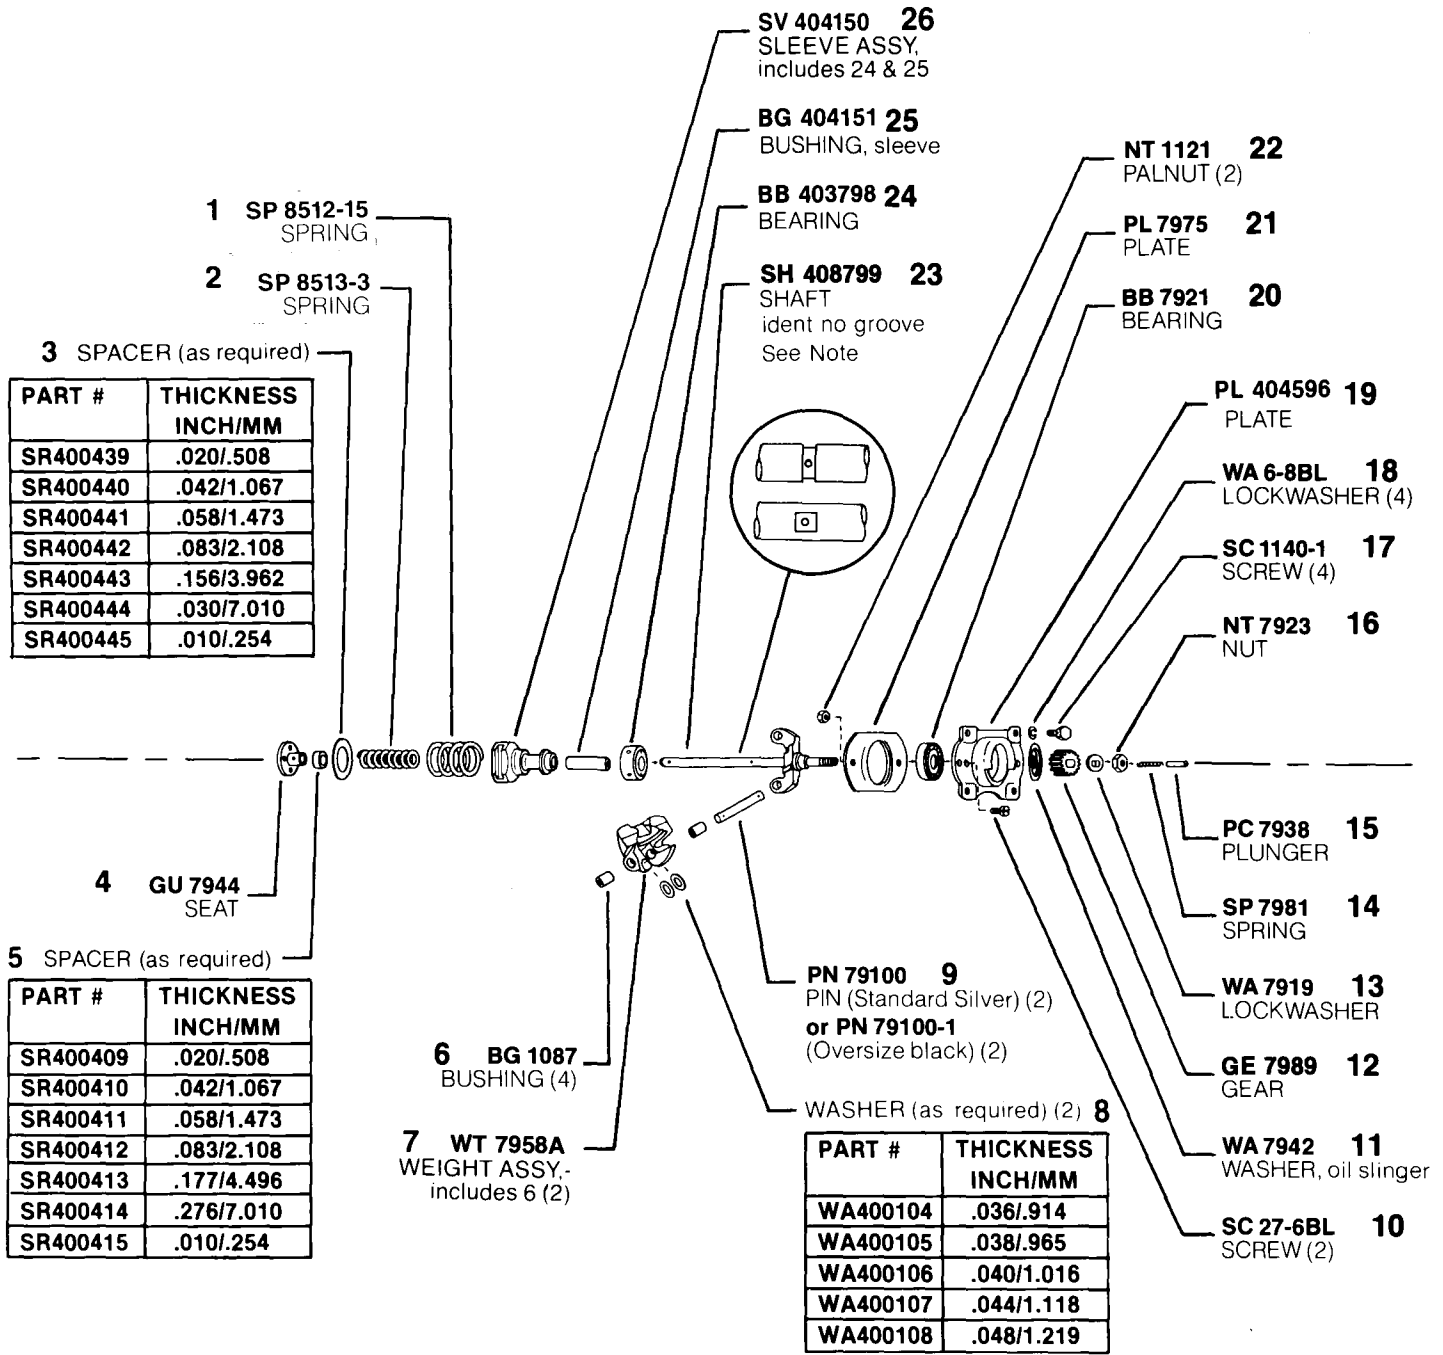 SV 404150 26
SLEEVE ASSY,
includes 24 & 25
BG 404151 25
BUSHING, sleeve
BB 403798 24
BEARING
SH 408799 23
SHAFT
ident no groove
See Note
NT 1121 22
PALNUT (2)
PL 7975 21
PLATE
BB 7921 20
BEARING
PL 404596 19
PLATE
WA 6-8BL 18
LOCKWASHER (4)
SC 1140-1 17
SCREW (4)
NT 7923 16
NUT
PC 7938 15
PLUNGER
SP 7981 14
SPRING
WA 7919 13
LOCKWASHER
GE 7989 12
GEAR
WA 7942 11
WASHER, oil slinger
SC 27-6BL 10
SCREW (2)
1 SP 8512-15
SPRING
2 SP 8513-3
SPRING
3 SPACER (as required)
PART # THICKNESS
INCH/MM
SR400439 .020/.508
SR400440 .042/1.067
SR400441 .058/1.473
SR400442 .083/2.108
SR400443 .156/3.962
SR400444 .030/7.010
SR400445 .010/.254
4 GU 7944
SEAT
5 SPACER (as required)
PART # THICKNESS
INCH/MM
SR400409 .020/.508
SR400410 .042/1.067
SR400411 .058/1.473
SR400412 .083/2.108
SR400413 .177/4.496
SR400414 .276/7.010
SR400415 .010/.254
6 BG 1087
BUSHING (4)
7 WT 7958A
WEIGHT ASSY,-
includes 6 (2)
PN 79100 9
PIN (Standard Silver) (2)
or PN 79100-1
(Oversize black) (2)
WASHER (as required) (2) 8
PART # THICKNESS
INCH/MM
WA400104 .036/.914
WA400105 .038/.965
WA400106 .040/1.016
WA400107 .044/1.118
WA400108 .048/1.219